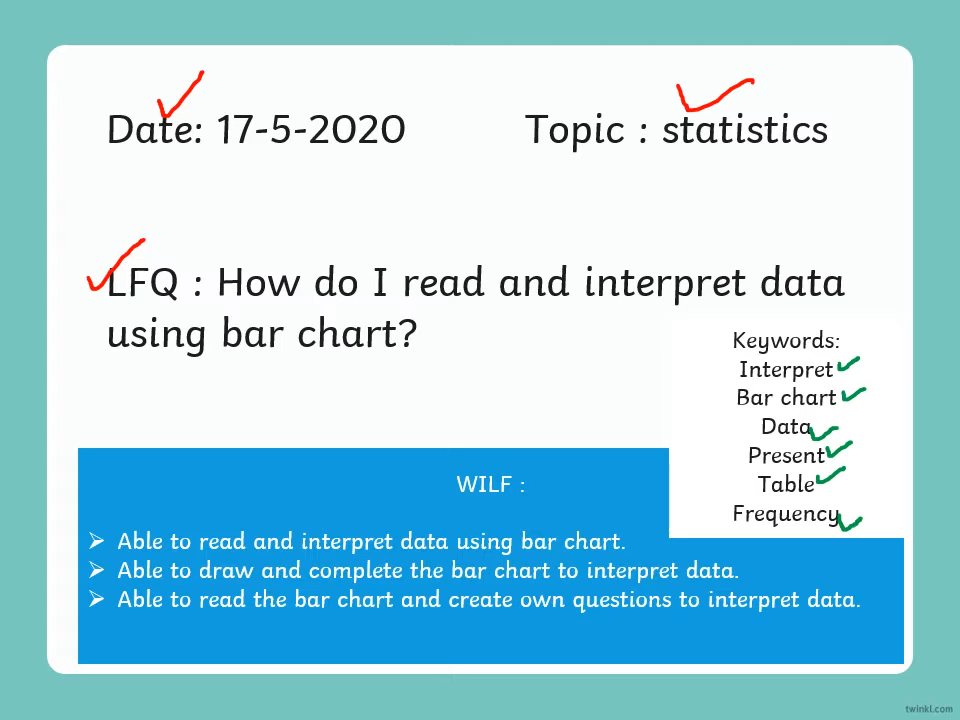 Date: 17-5-2020 Topic : statistics
LFQ : How do I read and interpret data
using bar chart?
Keywords:
Interpret
Bar chart
Data
Present
Table
Frequency
WILF :
➢ Able to read and interpret data using bar chart.
➢ Able to draw and complete the bar chart to interpret data.
➢ Able to read the bar chart and create own questions to interpret data.
twinkl.com